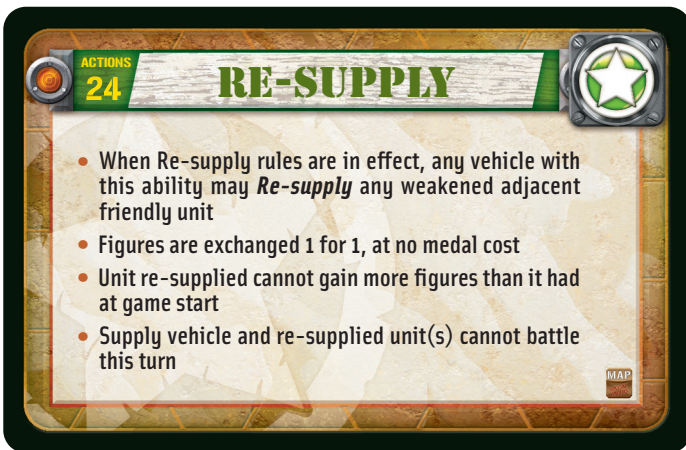 ACTIONS
24
RE-SUPPLY
• When Re-supply rules are in effect, any vehicle with
this ability may Re-supply any weakened adjacent
friendly unit
• Figures are exchanged 1 for 1, at no medal cost
• Unit re-supplied cannot gain more figures than it had
at game start
• Supply vehicle and re-supplied unit(s) cannot battle
this turn
MAP